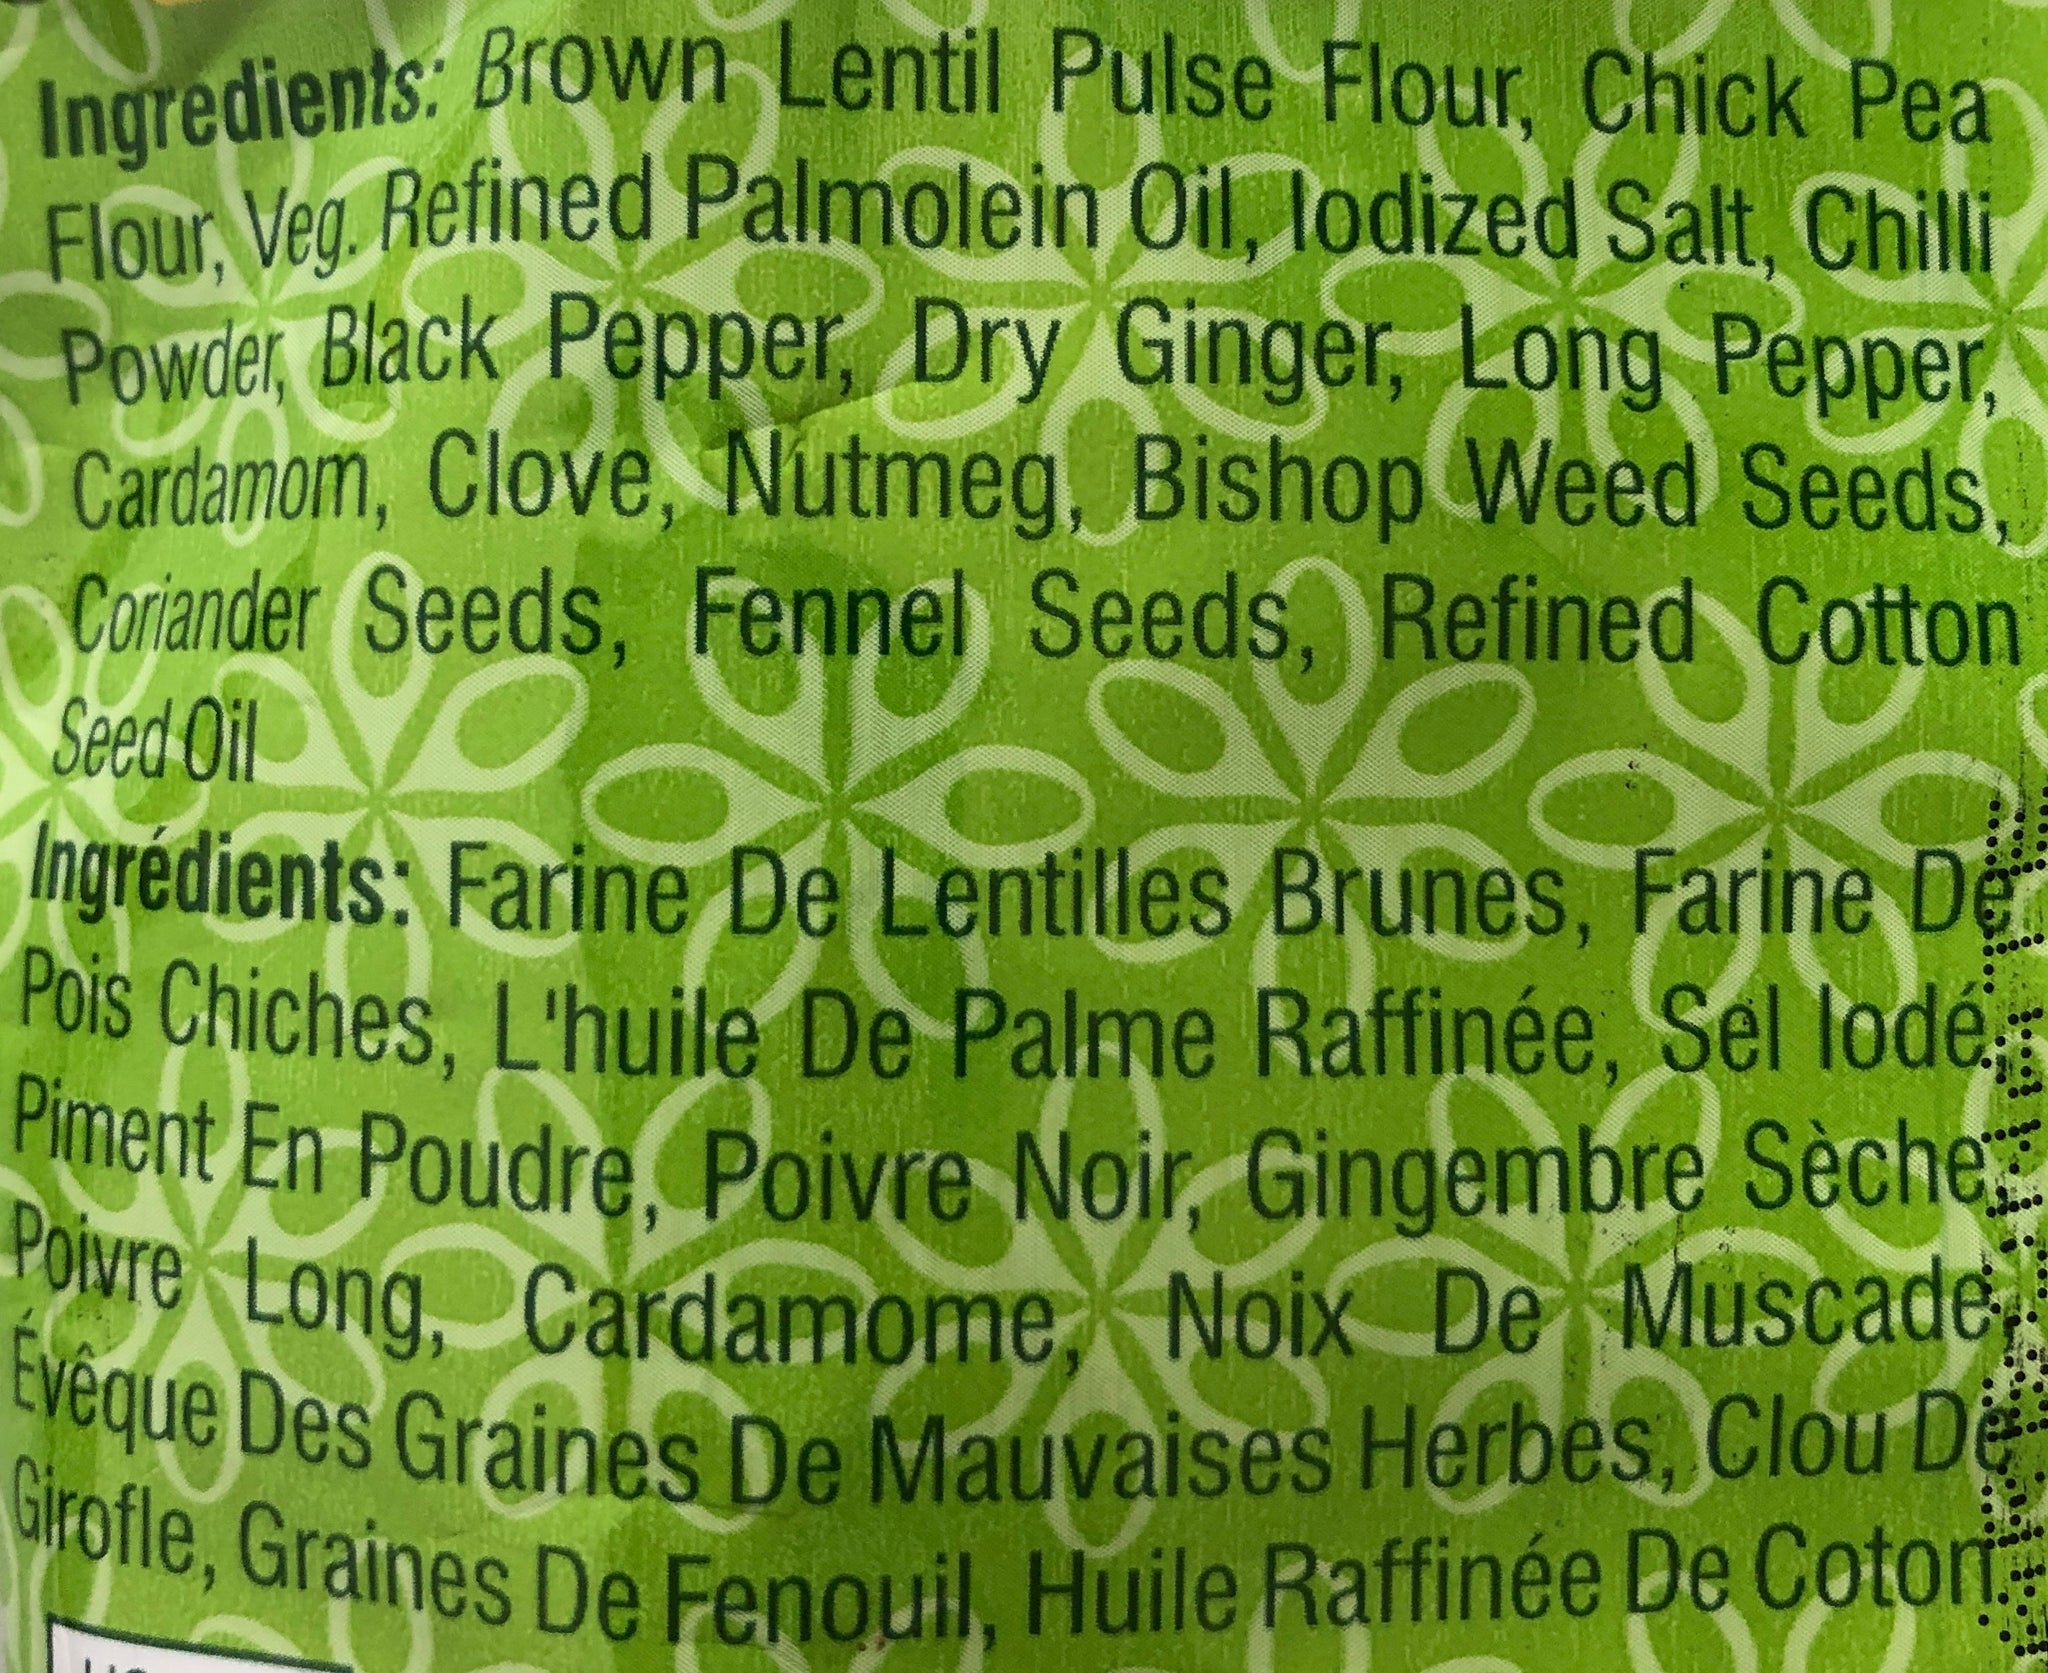 Ingredients: Brown Lentil Pulse Flour, Chick Pea
Flour, Veg. Refined Palmolein Oil, Iodized Salt, Chilli
Powder, Black Pepper, Dry Ginger, Long Pepper,
Cardamom, Clove, Nutmeg, Bishop Weed Seeds,
Coriander Seeds, Fennel Seeds, Refined Cotton
Seed Oil
Ingrédients: Farine De Lentilles Brunes, Farine De
Pois Chiches, L'huile De Palme Raffinée, Sel Iodé,
Piment En Poudre, Poivre Noir, Gingembre Sèche,
Poivre Long, Cardamome, Noix De Muscade,
Évêque Des Graines De Mauvaises Herbes, Clou De
Girofle, Graines De Fenouil, Huile Raffinée De Coton